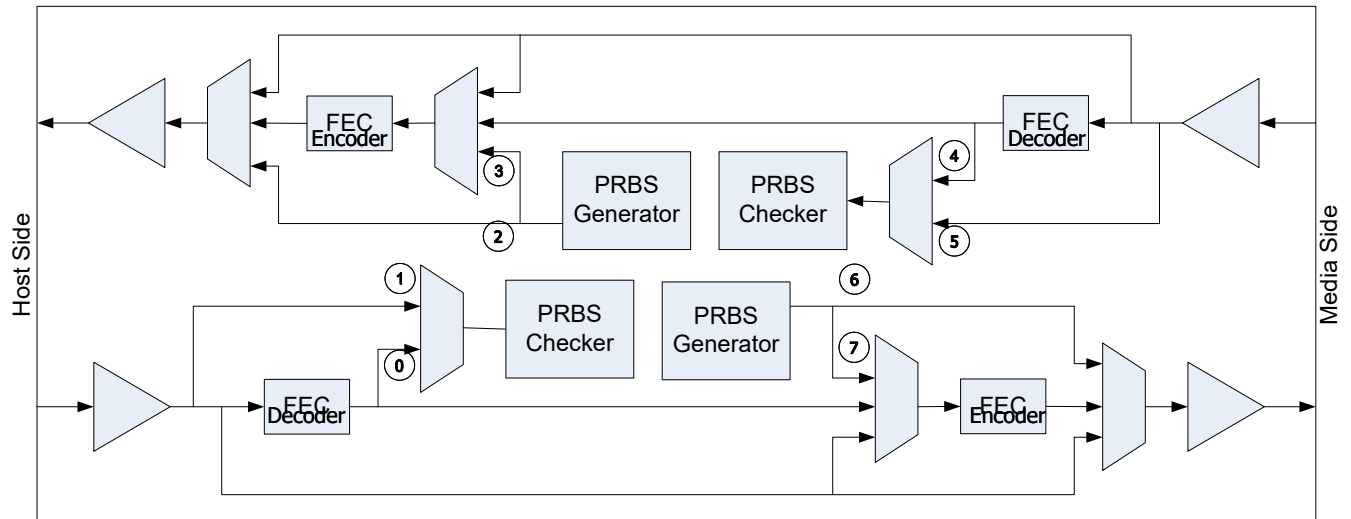 FEC
Encoder
FEC
Decoder
3
PRBS
Generator
PRBS
Checker
4
2
5
Host Side
Media Side
1
6
PRBS
Checker
PRBS
Generator
0
7
FEC
Decoder
FEC
Encoder